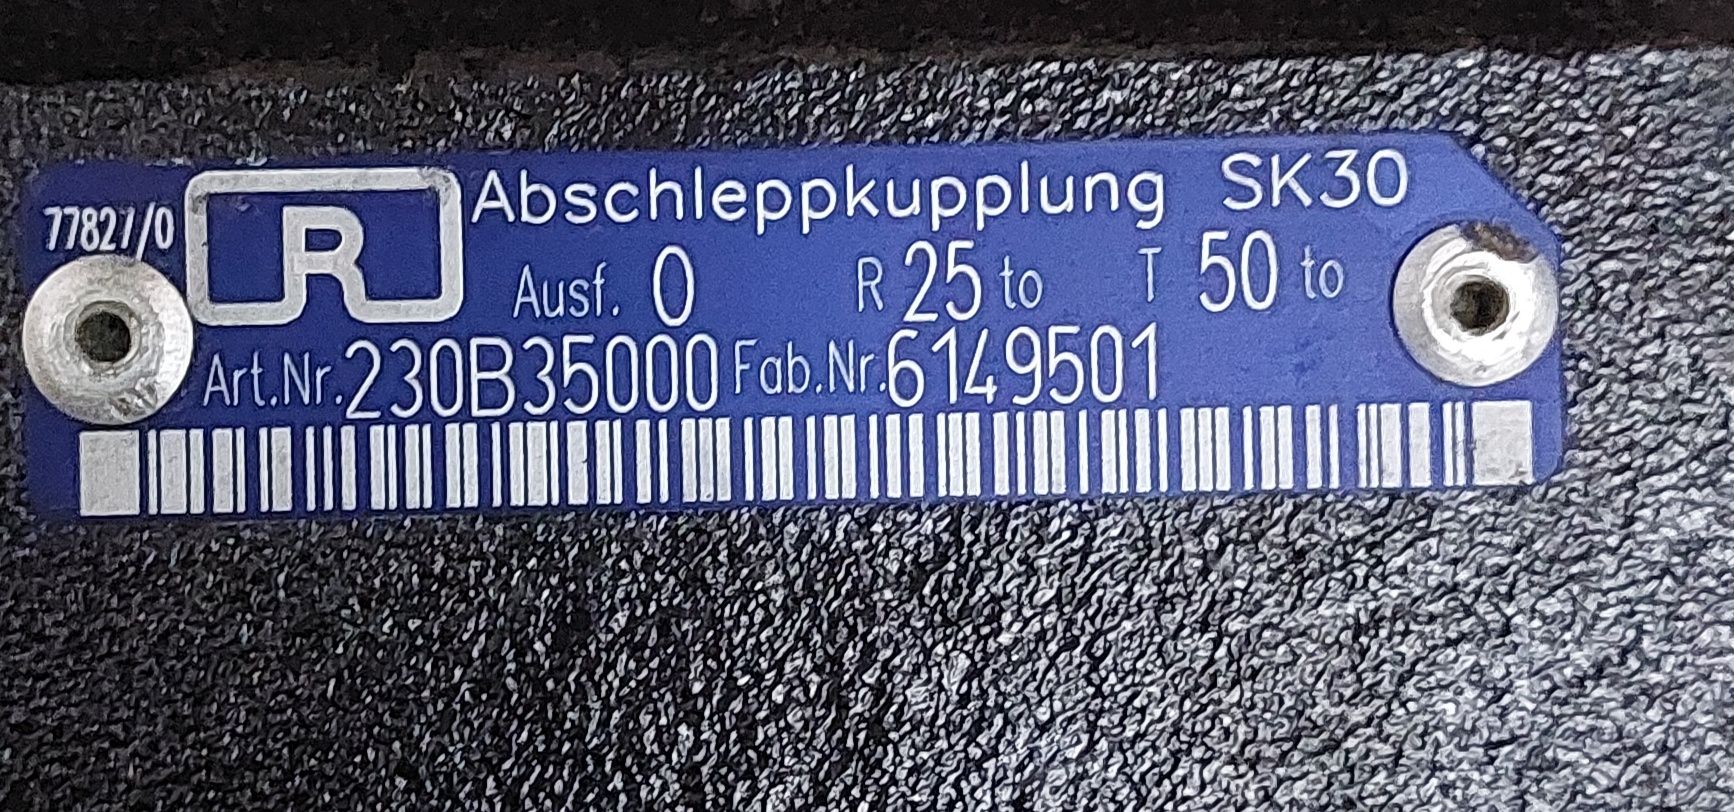 Abschleppkupplung SK30
77827/0 R
Ausf. 0 R 25 to T 50 to
Art.Nr. 230B35000 Fab.Nr. 6149501